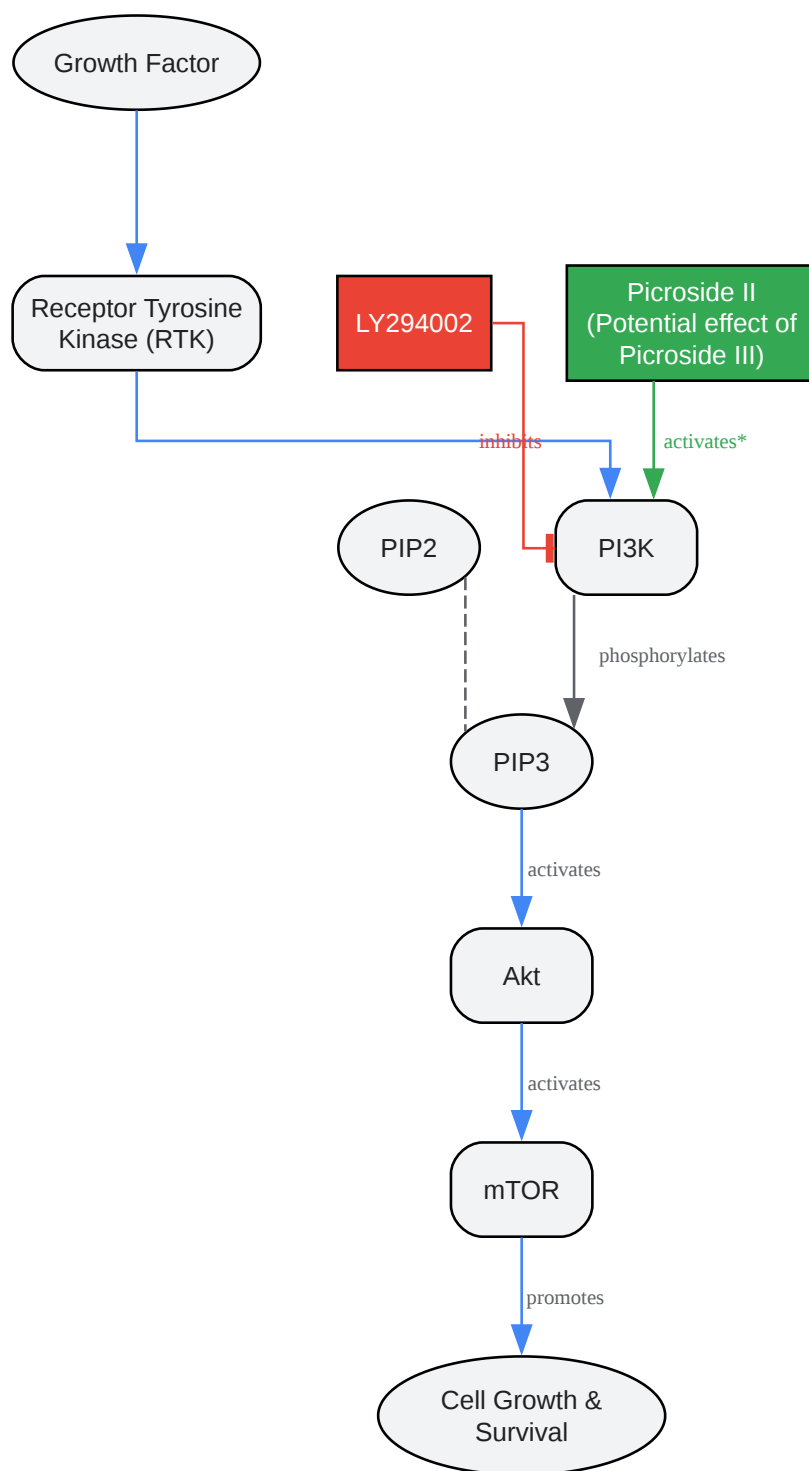 Growth Factor
Receptor Tyrosine
Kinase (RTK)
LY294002
Picroside II
(Potential effect of
Picroside III)
inhibits
activates*
PIP2
PI3K
phosphorylates
PIP3
activates
Akt
activates
mTOR
promotes
Cell Growth &
Survival